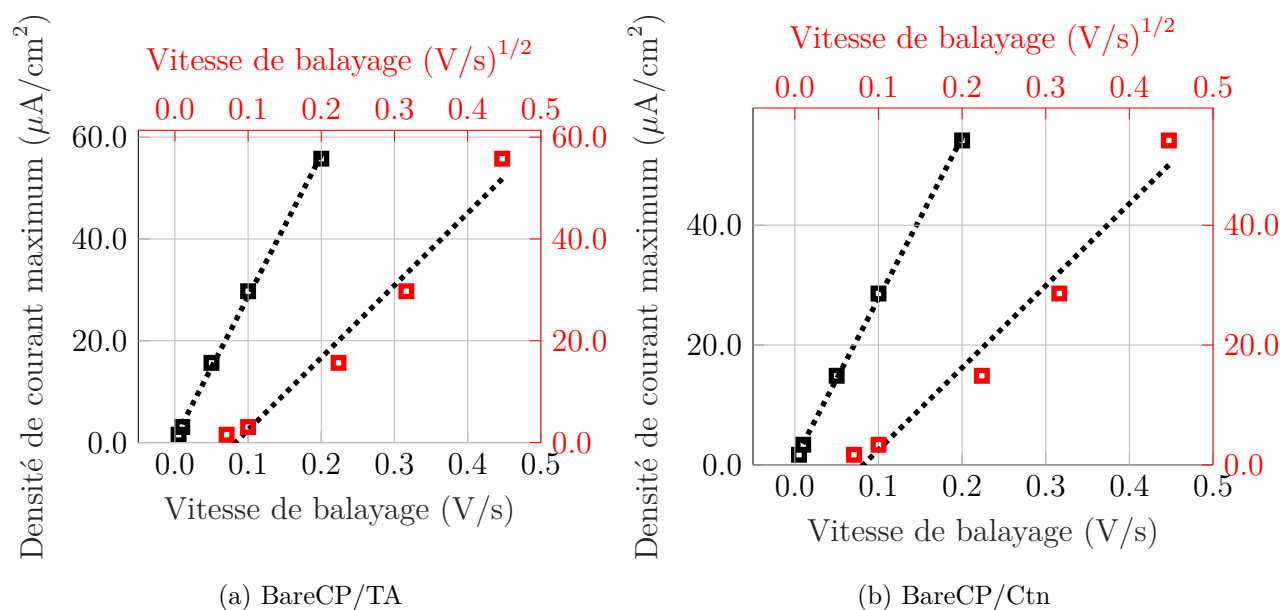 Vitesse de balayage (V/s)^{1/2}
0.0 0.1 0.2 0.3 0.4 0.5
Densité de courant maximum (μA/cm²)
60.0 60.0
40.0 40.0
20.0 20.0
0.0 0.0
0.0 0.1 0.2 0.3 0.4 0.5
Vitesse de balayage (V/s)
(a) BareCP/TA
Vitesse de balayage (V/s)^{1/2}
0.0 0.1 0.2 0.3 0.4 0.5
Densité de courant maximum (μA/cm²)
40.0 40.0
20.0 20.0
0.0 0.0
0.0 0.1 0.2 0.3 0.4 0.5
Vitesse de balayage (V/s)
(b) BareCP/Ctn